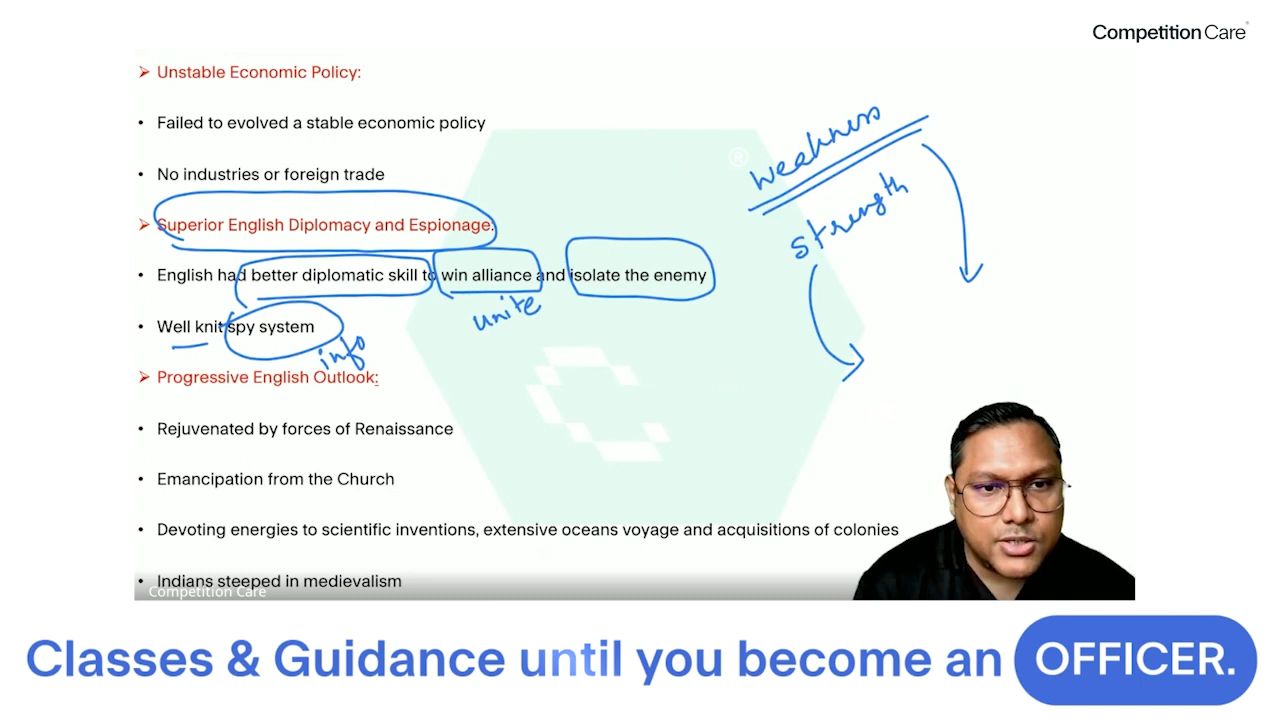 Competition Care
➢ Unstable Economic Policy:
• Failed to evolved a stable economic policy
• No industries or foreign trade
➢ Superior English Diplomacy and Espionage:
• English had better diplomatic skill to win alliance and isolate the enemy
unite
• Well knit spy system
info
➢ Progressive English Outlook:
• Rejuvenated by forces of Renaissance
• Emancipation from the Church
• Devoting energies to scientific inventions, extensive oceans voyage and acquisitions of colonies
• Indians steeped in medievalism
Competition Care
weakness
strength
Classes & Guidance until you become an OFFICER.